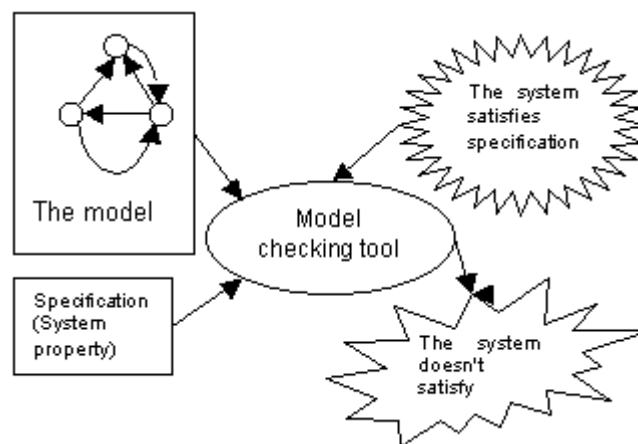 The model
Specification
(System
property)
Model
checking tool
The system
satisfies
specification
The system
doesn't
satisfy